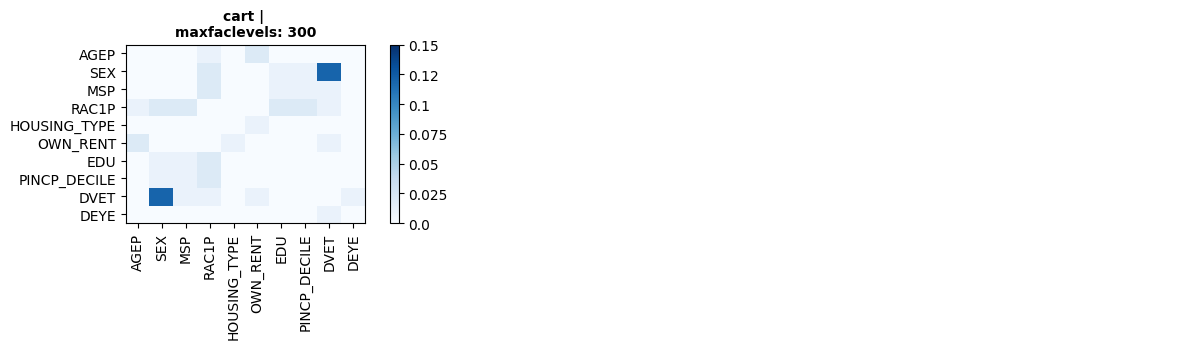 cart |
maxfaclevels: 300
AGEP
SEX
MSP
RAC1P
HOUSING_TYPE
OWN_RENT
EDU
PINCP_DECILE
DVET
DEYE
AGEP
SEX
MSP
RAC1P
HOUSING_TYPE
OWN_RENT
EDU
PINCP_DECILE
DVET
DEYE
0.15
0.12
0.1
0.075
0.05
0.025
0.0